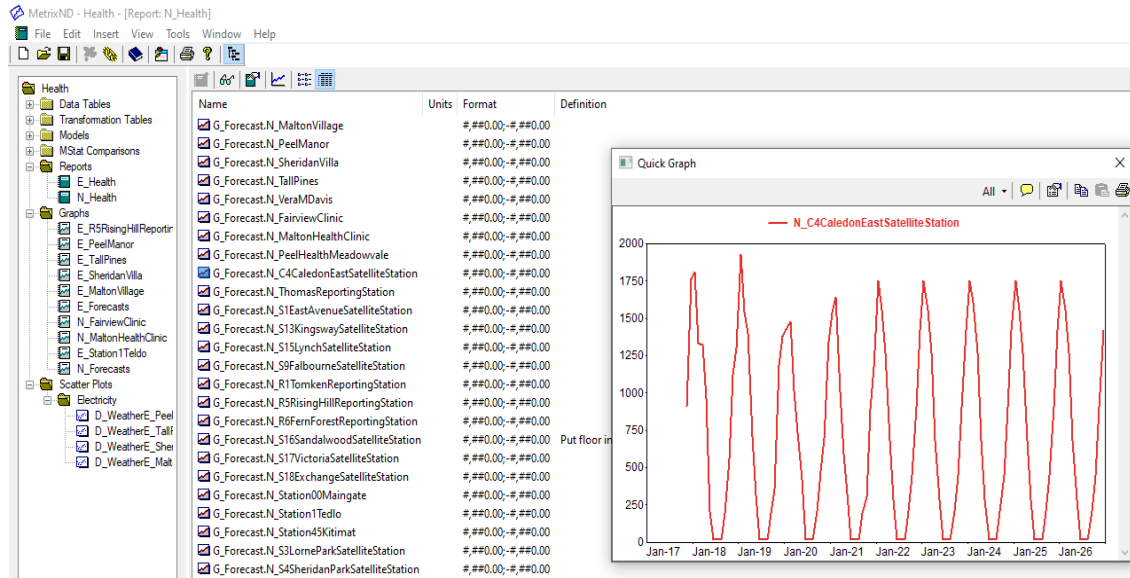 MetrixND - Health - [Report: N_Health]
File Edit Insert View Tools Window Help
Health
Data Tables
Transformation Tables
Models
MStat Comparisons
Reports
E_Health
N_Health
Graphs
E_R5RisingHillReportin
E_PeelManor
E_TallPines
E_SheridanVilla
E_MaltonVillage
E_Forecasts
N_FairviewClinic
N_MaltonHealthClinic
E_Station1Teldo
N_Forecasts
Scatter Plots
Electricity
D_WeatherE_Peel
D_WeatherE_TallF
D_WeatherE_Sher
D_WeatherE_Malt
Name Units Format Definition
G_Forecast.N_MaltonVillage #,##0.00;-#,##0.00
G_Forecast.N_PeelManor #,##0.00;-#,##0.00
G_Forecast.N_SheridanVilla #,##0.00;-#,##0.00
G_Forecast.N_TallPines #,##0.00;-#,##0.00
G_Forecast.N_VeraMDavis #,##0.00;-#,##0.00
G_Forecast.N_FairviewClinic #,##0.00;-#,##0.00
G_Forecast.N_MaltonHealthClinic #,##0.00;-#,##0.00
G_Forecast.N_PeelHealthMeadowvale #,##0.00;-#,##0.00
G_Forecast.N_C4CaledonEastSatelliteStation #,##0.00;-#,##0.00
G_Forecast.N_ThomasReportingStation #,##0.00;-#,##0.00
G_Forecast.N_S1EastAvenueSatelliteStation #,##0.00;-#,##0.00
G_Forecast.N_S13KingswaySatelliteStation #,##0.00;-#,##0.00
G_Forecast.N_S15LynchSatelliteStation #,##0.00;-#,##0.00
G_Forecast.N_S9FalbourneSatelliteStation #,##0.00;-#,##0.00
G_Forecast.N_R1TomkenReportingStation #,##0.00;-#,##0.00
G_Forecast.N_R5RisingHillReportingStation #,##0.00;-#,##0.00
G_Forecast.N_R6FernForestReportingStation #,##0.00;-#,##0.00
G_Forecast.N_S16SandalwoodSatelliteStation #,##0.00;-#,##0.00 Put floor in
G_Forecast.N_S17VictoriaSatelliteStation #,##0.00;-#,##0.00
G_Forecast.N_S18ExchangeSatelliteStation #,##0.00;-#,##0.00
G_Forecast.N_Station00Maingate #,##0.00;-#,##0.00
G_Forecast.N_Station1Tedlo #,##0.00;-#,##0.00
G_Forecast.N_Station45Kitimat #,##0.00;-#,##0.00
G_Forecast.N_S3LorneParkSatelliteStation #,##0.00;-#,##0.00
G_Forecast.N_S4SheridanParkSatelliteStation #,##0.00;-#,##0.00
Quick Graph
All
N_C4CaledonEastSatelliteStation
2000
1750
1500
1250
1000
750
500
250
0
Jan-17 Jan-18 Jan-19 Jan-20 Jan-21 Jan-22 Jan-23 Jan-24 Jan-25 Jan-26